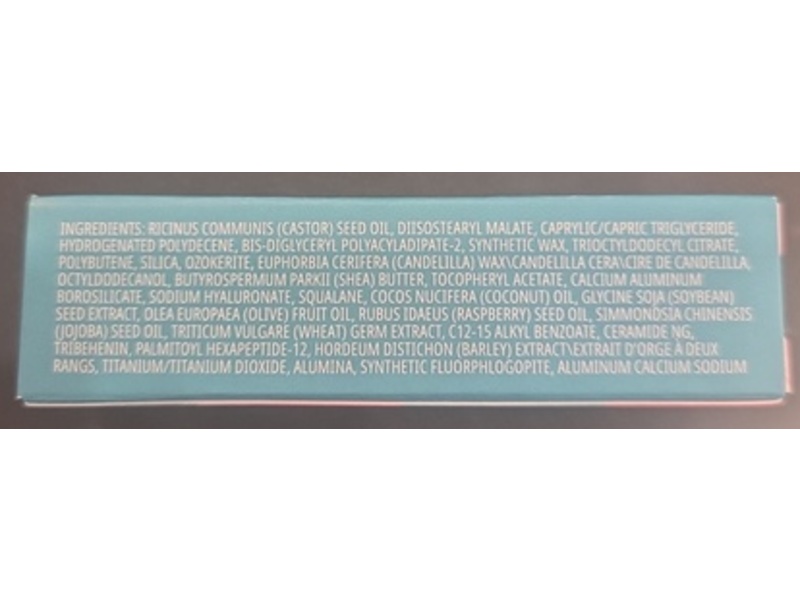 INGREDIENTS: RICINUS COMMUNIS (CASTOR) SEED OIL, DIISOSTEARYL MALATE, CAPRYLIC/CAPRIC TRIGLYCERIDE,
HYDROGENATED POLYDECENE, BIS-DIGLYCERYL POLYACYLADIPATE-2, SYNTHETIC WAX, TRIOCTYLDODECYL CITRATE,
POLYBUTENE, SILICA, OZOKERITE, EUPHORBIA CERIFERA (CANDELILLA) WAX\CANDELILLA CERA\CIRE DE CANDELILLA,
OCTYLDODECANOL, BUTYROSPERMUM PARKII (SHEA) BUTTER, TOCOPHERYL ACETATE, CALCIUM ALUMINUM
BOROSILICATE, SODIUM HYALURONATE, SQUALANE, COCOS NUCIFERA (COCONUT) OIL, GLYCINE SOJA (SOYBEAN)
SEED EXTRACT, OLEA EUROPAEA (OLIVE) FRUIT OIL, RUBUS IDAEUS (RASPBERRY) SEED OIL, SIMMONDSIA CHINENSIS
(JOJOBA) SEED OIL, TRITICUM VULGARE (WHEAT) GERM EXTRACT, C12-15 ALKYL BENZOATE, CERAMIDE NG,
TRIBEHENIN, PALMITOYL HEXAPEPTIDE-12, HORDEUM DISTICHON (BARLEY) EXTRACT\EXTRAIT D'ORGE À DEUX
RANGS, TITANIUM/TITANIUM DIOXIDE, ALUMINA, SYNTHETIC FLUORPHLOGOPITE, ALUMINUM CALCIUM SODIUM